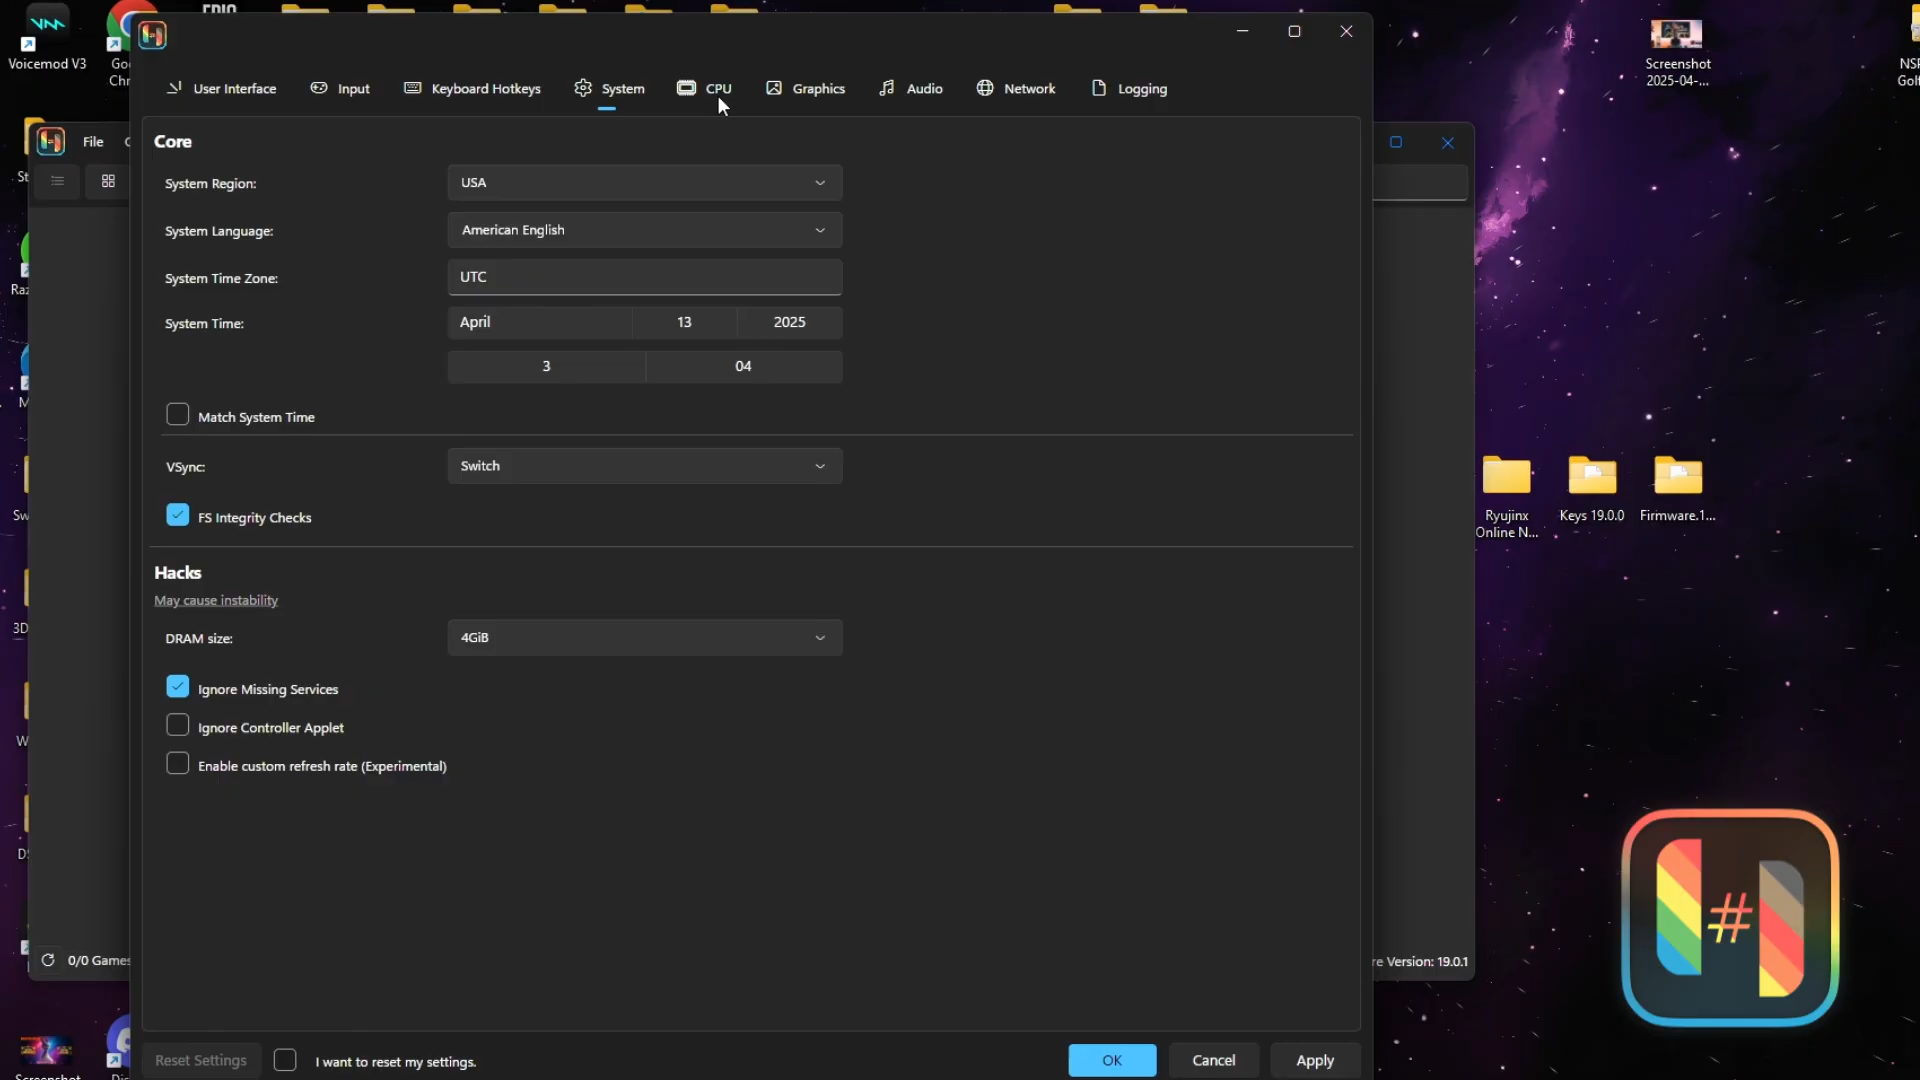 EPIC
Voicemod V3
Screenshot
2025-04-...
User Interface
Input
Keyboard Hotkeys
System
CPU
Graphics
Audio
Network
Logging
File
Core
System Region:
USA
System Language:
American English
System Time Zone:
UTC
System Time:
April
13
2025
3
04
Match System Time
VSync:
Switch
FS Integrity Checks
Ryujinx
Online N...
Keys 19.0.0
Firmware.1...
Hacks
May cause instability
DRAM size:
4GiB
Ignore Missing Services
Ignore Controller Applet
Enable custom refresh rate (Experimental)
#
0/0 Games
Version: 19.0.1
Reset Settings
I want to reset my settings.
OK
Cancel
Apply